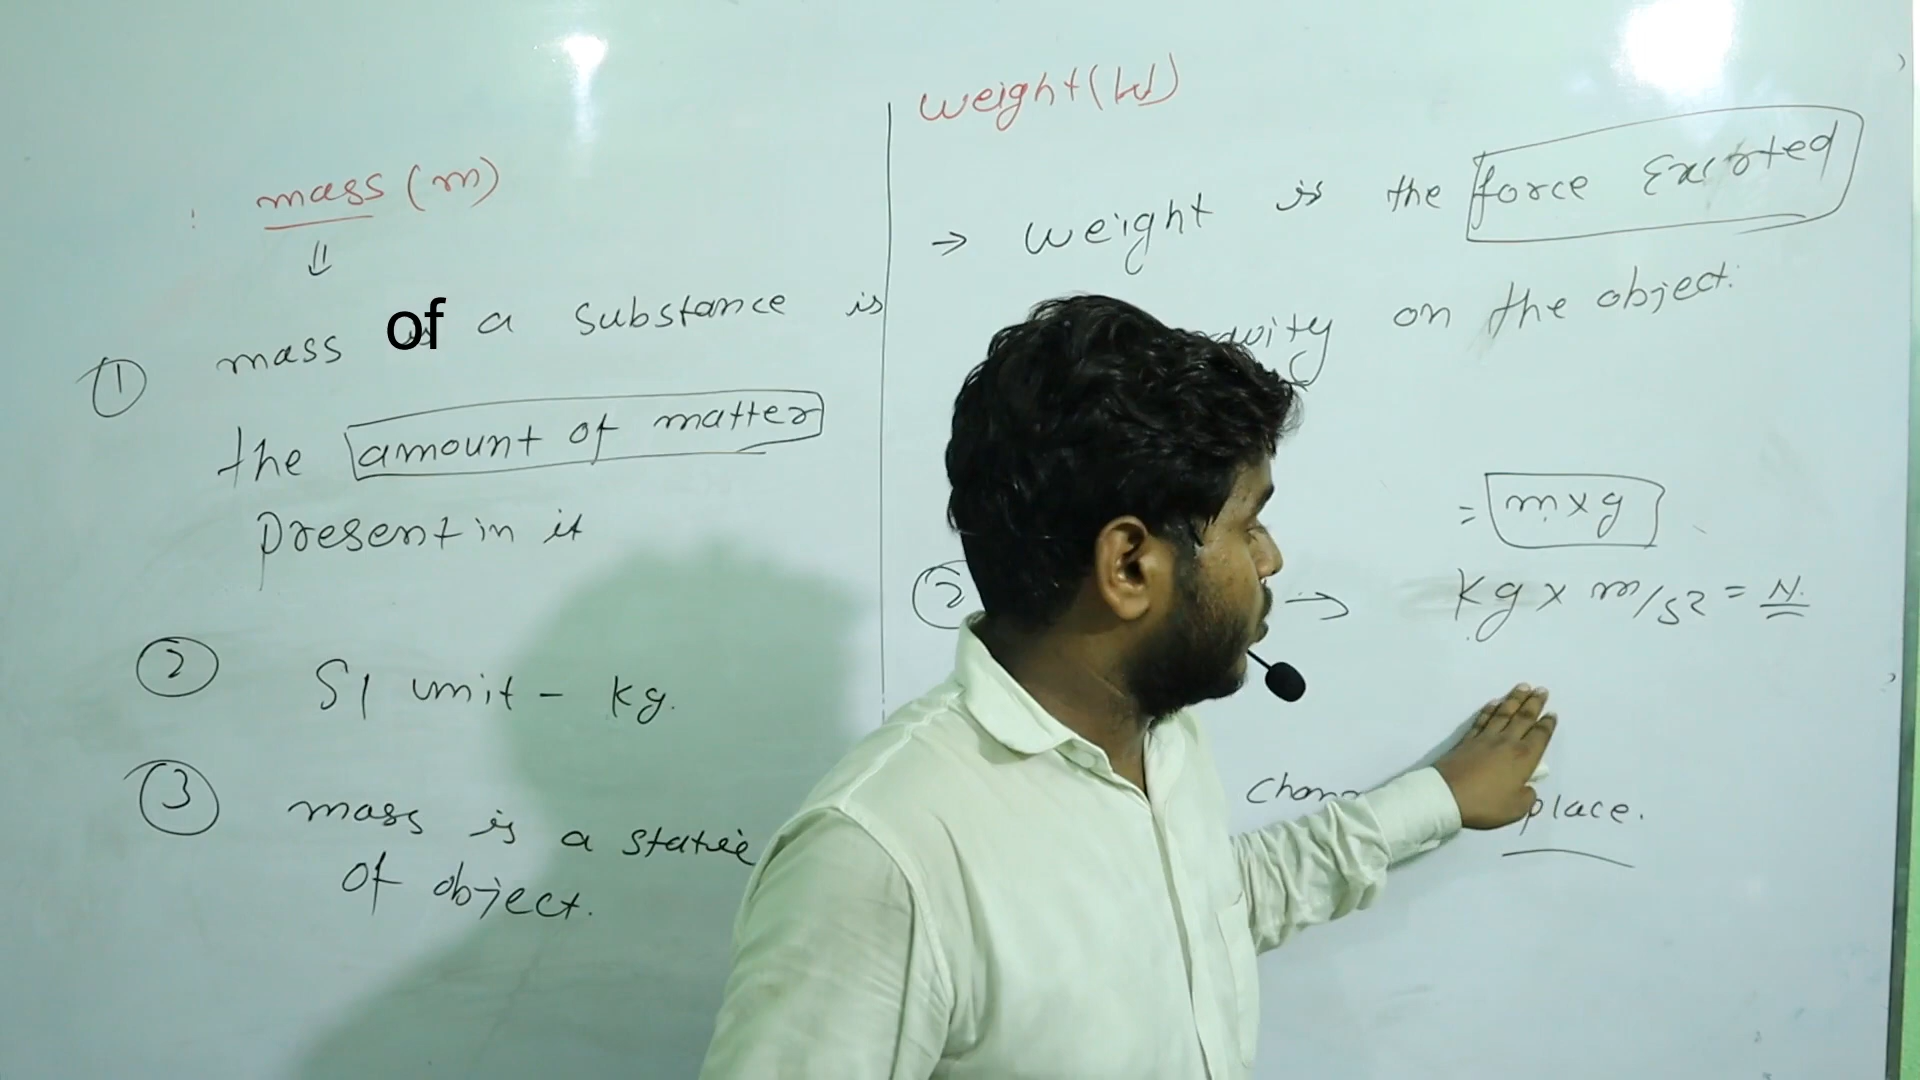 mass (m)
① mass of a substance is
the amount of matter
present in it
② SI unit - kg.
③ mass is a static
of object.
weight (W)
→ weight is the force Exerted
on the object.
= m x g
② → kg x m/s2 = N.
place.